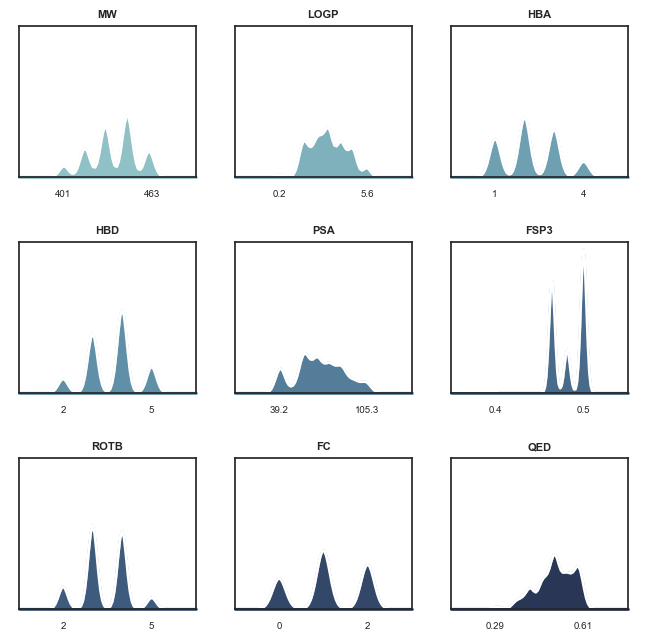 MW LOGP HBA
401 463 0.2 5.6 1 4
HBD PSA FSP3
2 5 39.2 105.3 0.4 0.5
ROTB FC QED
2 5 0 2 0.29 0.61